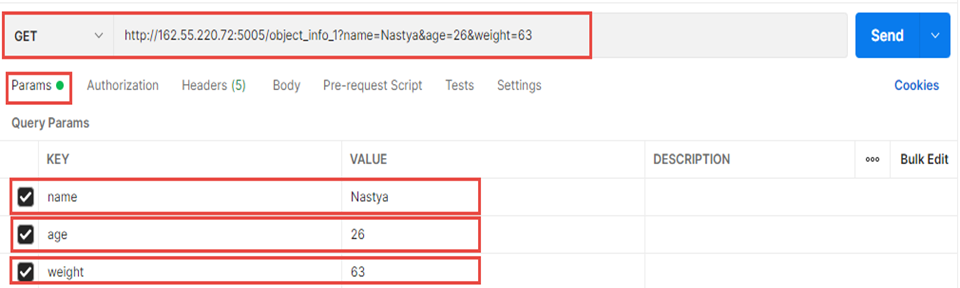 GET http://162.55.220.72:5005/object_info_1?name=Nastya&age=26&weight=63 Send
Params Authorization Headers (5) Body Pre-request Script Tests Settings Cookies
Query Params
KEY VALUE DESCRIPTION ooo Bulk Edit
name Nastya
age 26
weight 63